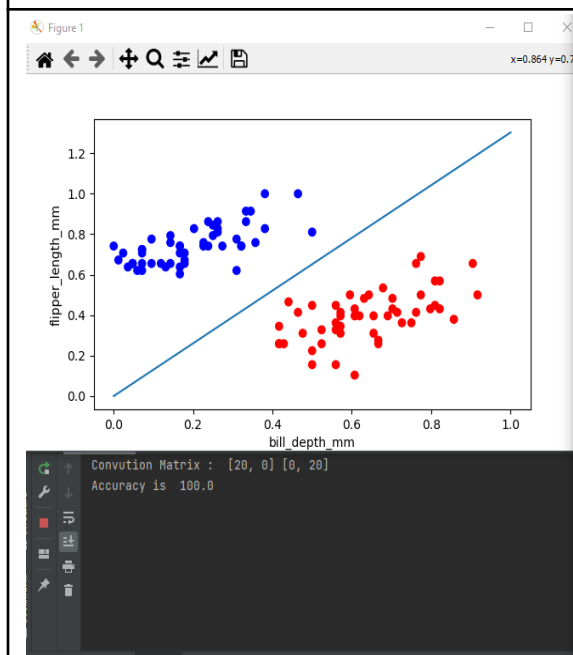 Figure 1
x=0.864 y=0.7
1.2
1.0
0.8
0.6
0.4
0.2
0.0
flipper_length_mm
0.0 0.2 0.4 0.6 0.8 1.0
bill_depth_mm
Convution Matrix :  [20, 0] [0, 20]
Accuracy is  100.0